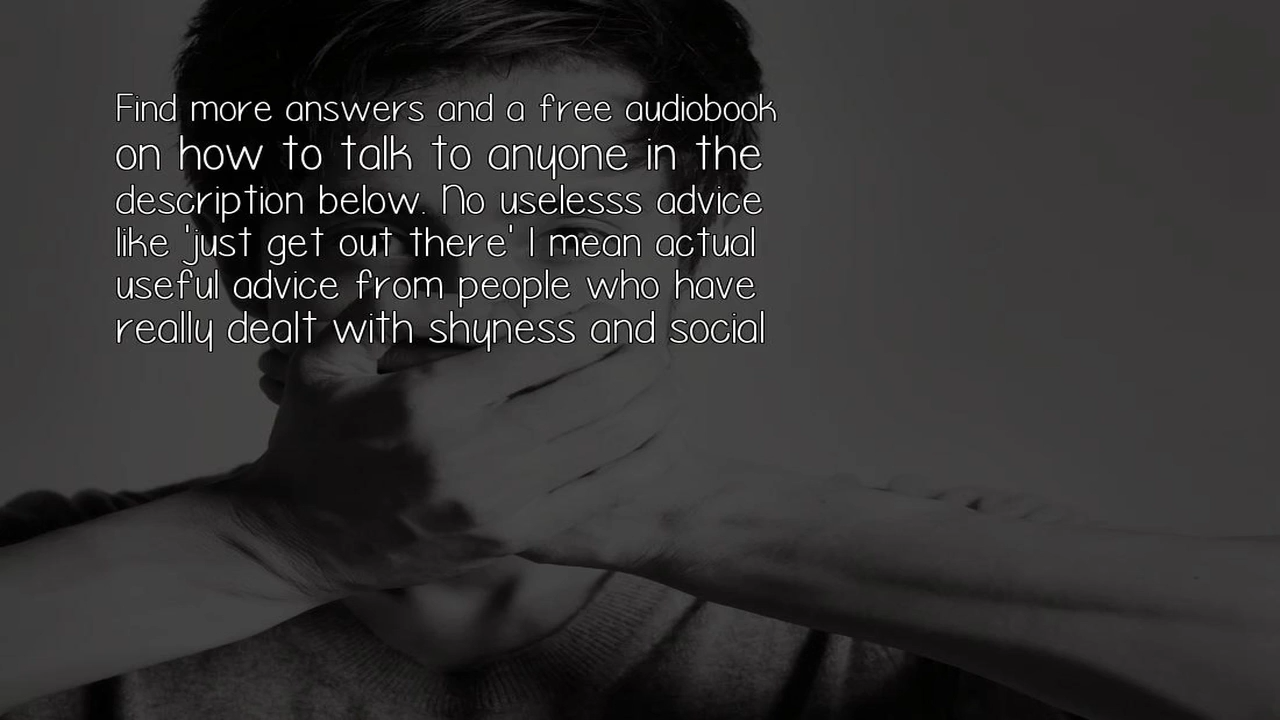 Find more answers and a free audiobook
on how to talk to anyone in the
description below. No uselesss advice
like 'just get out there' I mean actual
useful advice from people who have
really dealt with shyness and social